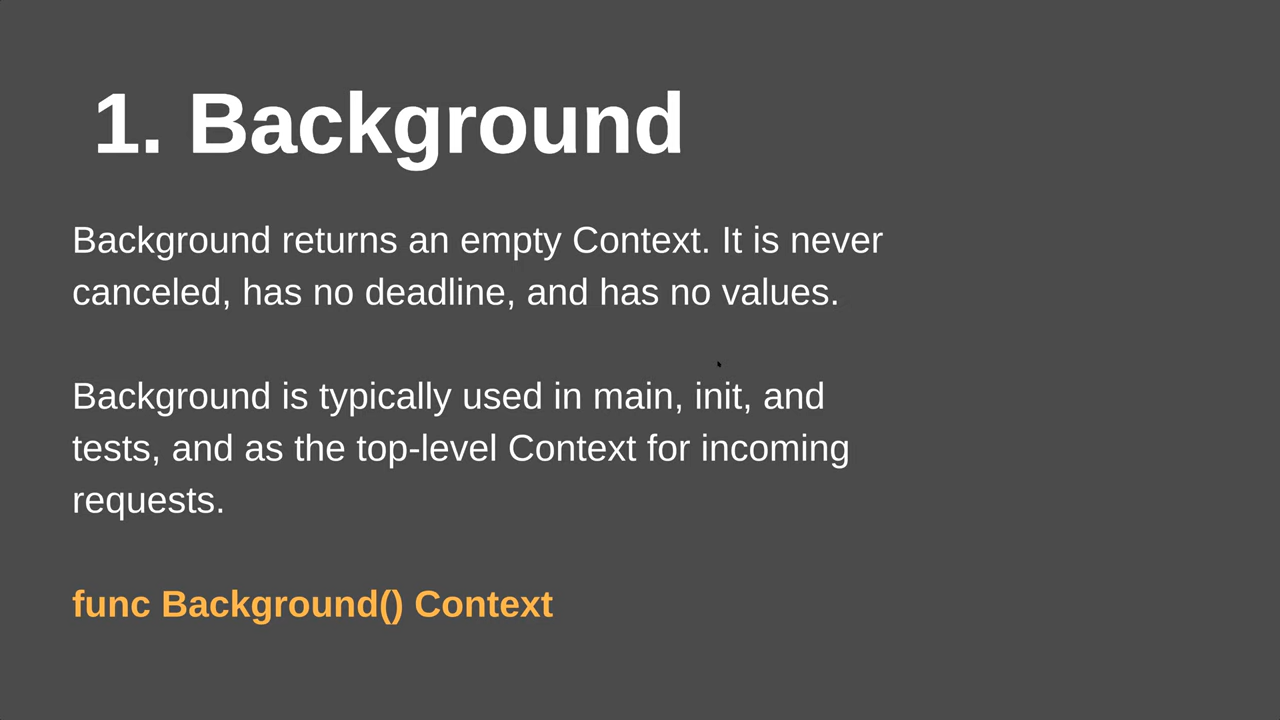 1. Background
Background returns an empty Context. It is never
canceled, has no deadline, and has no values.
Background is typically used in main, init, and
tests, and as the top-level Context for incoming
requests.
func Background() Context